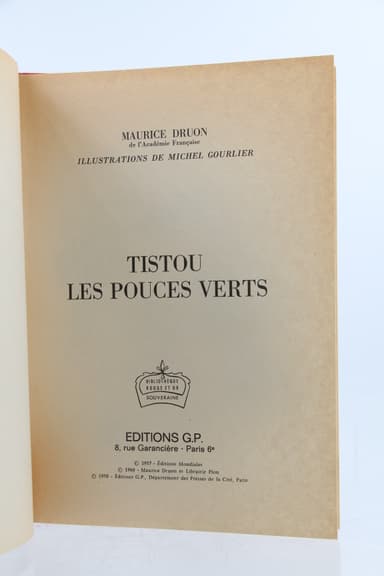 MAURICE DRUON
de l'Académie Française
ILLUSTRATIONS DE MICHEL GOURLIER
TISTOU
LES POUCES VERTS
BIBLIOTHÈQUE
ROUGE ET OR
SOUVERAINE
EDITIONS G.P.
8, rue Garancière - Paris 6e
© 1957 - Éditions Mondiales
© 1968 - Maurice Druon et Librairie Plon
© 1978 - Éditions G.P., Département des Presses de la Cité, Paris